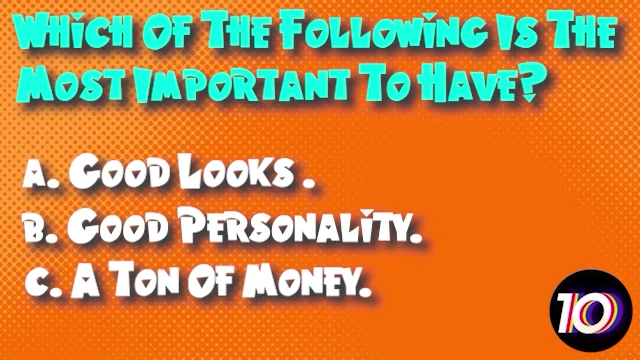 Which Of The Following Is The
Most Important To Have?
A. Good Looks .
B. Good Personality.
C. A Ton Of Money.
10